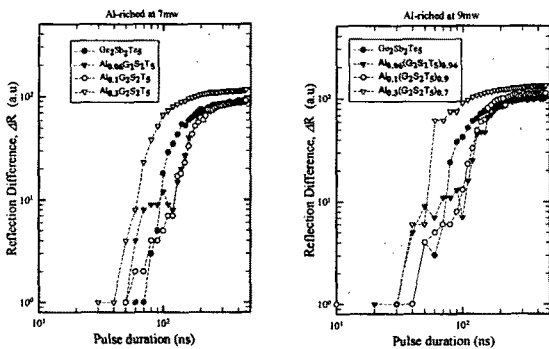 Al-riched at 7mw
Ge2Sb2Te5
Al0.06G2S2T5
Al0.1G2S2T5
Al0.3G2S2T5
Reflection Difference, ΔR (a.u)
10^2
10^1
10^0
10^1
10^2
Pulse duration (ns)
Al-riched at 9mw
Ge2Sb2Te5
Al0.06(G2S2T5)0.94
Al0.1(G2S2T5)0.9
Al0.3(G2S2T5)0.7
Reflection Difference, ΔR (a.u)
10^2
10^1
10^0
10^1
10^2
Pulse duration (ns)